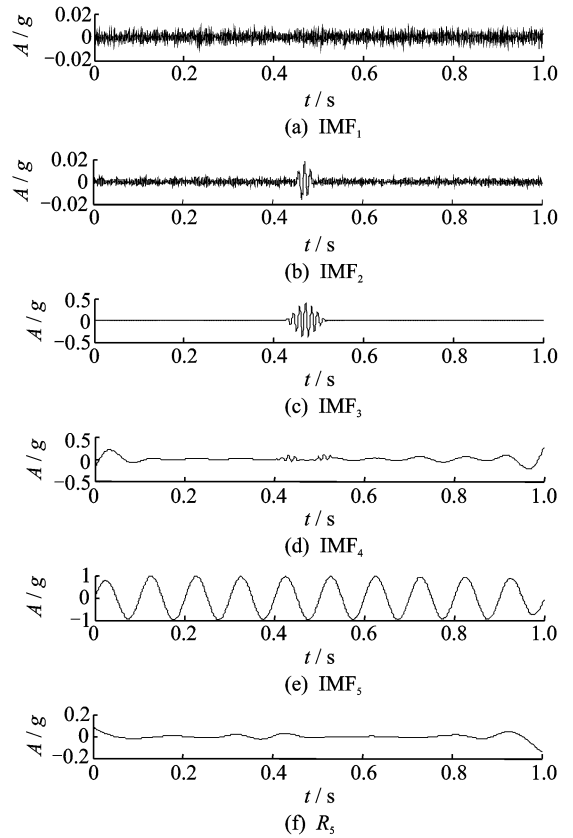 A / g
0.02
0
−0.02
0 0.2 0.4 0.6 0.8 1.0
t / s
(a) IMF₁
A / g
0.02
0
−0.02
0 0.2 0.4 0.6 0.8 1.0
t / s
(b) IMF₂
A / g
0.5
0
−0.5
0 0.2 0.4 0.6 0.8 1.0
t / s
(c) IMF₃
A / g
0.5
0
−0.5
0 0.2 0.4 0.6 0.8 1.0
t / s
(d) IMF₄
A / g
1
0
−1
0 0.2 0.4 0.6 0.8 1.0
t / s
(e) IMF₅
A / g
0.2
0
−0.2
0 0.2 0.4 0.6 0.8 1.0
t / s
(f) R₅